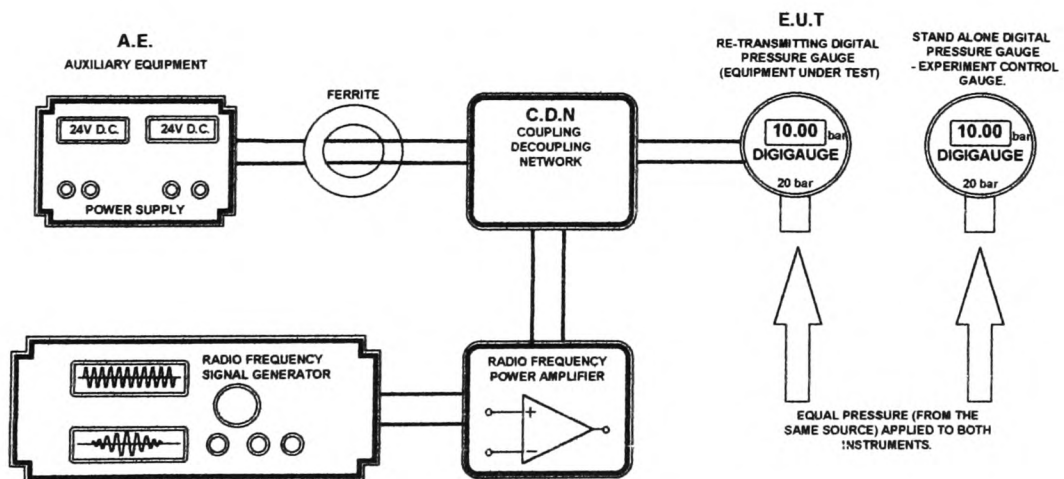 A.E.
AUXILIARY EQUIPMENT
24V D.C.
24V D.C.
POWER SUPPLY
FERRITE
C.D.N
COUPLING
DECOUPLING
NETWORK
E.U.T
RE-TRANSMITTING DIGITAL
PRESSURE GAUGE
(EQUIPMENT UNDER TEST)
10.00 bar
DIGIGAUGE
20 bar
STAND ALONE DIGITAL
PRESSURE GAUGE
- EXPERIMENT CONTROL
GAUGE.
10.00 bar
DIGIGAUGE
20 bar
RADIO FREQUENCY
SIGNAL GENERATOR
RADIO FREQUENCY
POWER AMPLIFIER
+
−
EQUAL PRESSURE (FROM THE
SAME SOURCE) APPLIED TO BOTH
INSTRUMENTS.